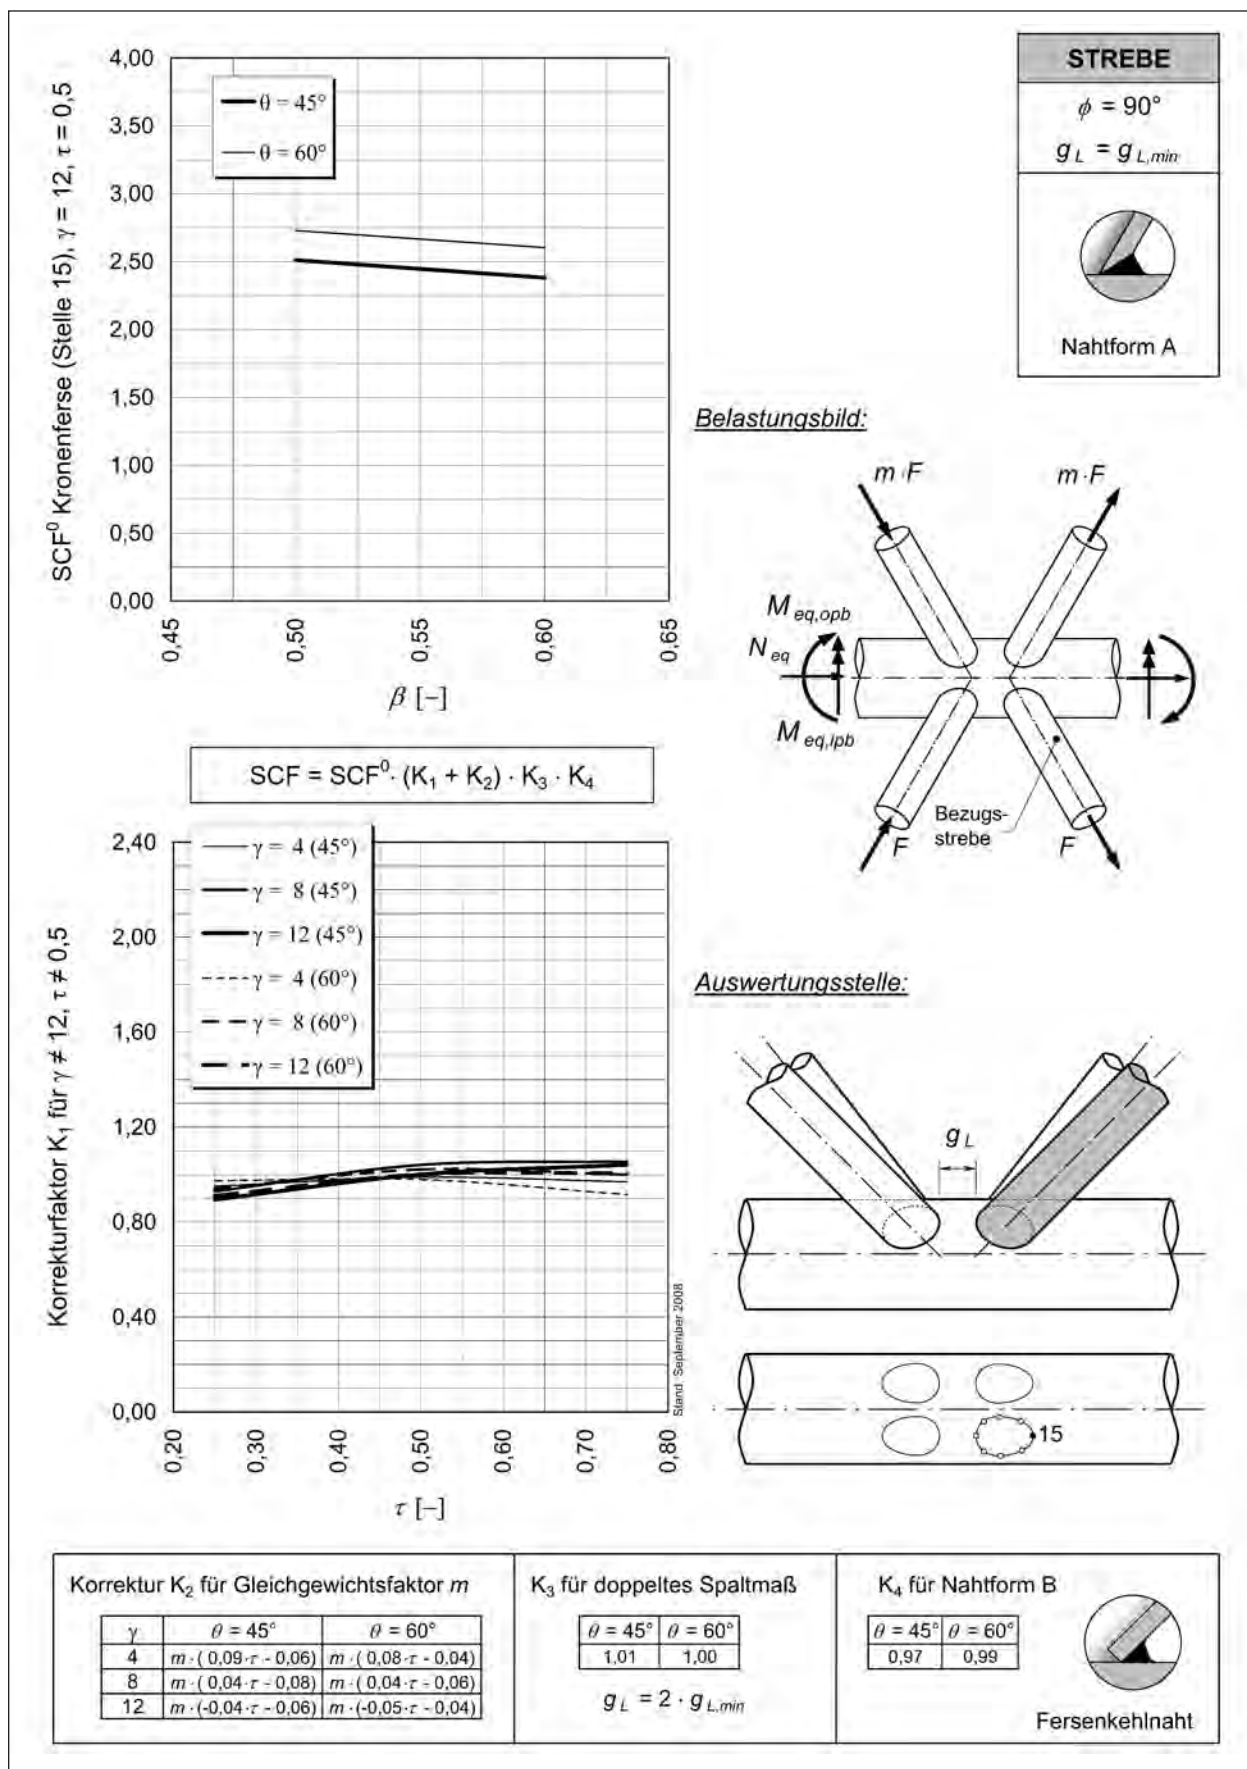 SCF⁰ Kronenferse (Stelle 15), γ = 12, τ = 0,5
4,00
3,50
3,00
2,50
2,00
1,50
1,00
0,50
0,00
θ = 45°
θ = 60°
0,45
0,50
0,55
0,60
0,65
β [–]
STREBE
ϕ = 90°
g L = g L,min
Nahtform A
Belastungsbild:
m·F
m·F
M eq,opb
N eq
M eq,ipb
F
Bezugs-
strebe
F
SCF = SCF⁰· (K₁ + K₂) · K₃ · K₄
Korrekturfaktor K₁ für γ ≠ 12, τ ≠ 0,5
2,40
2,00
1,60
1,20
0,80
0,40
0,00
γ = 4 (45°)
γ = 8 (45°)
γ = 12 (45°)
γ = 4 (60°)
γ = 8 (60°)
γ = 12 (60°)
0,20
0,30
0,40
0,50
0,60
0,70
0,80
τ [–]
Stand: September 2008
Auswertungsstelle:
g L
15
Korrektur K₂ für Gleichgewichtsfaktor m
γ θ = 45° θ = 60°
4 m·( 0,09·τ - 0,06) m·( 0,08·τ - 0,04)
8 m·( 0,04·τ - 0,08) m·( 0,04·τ - 0,06)
12 m·(-0,04·τ - 0,06) m·(-0,05·τ - 0,04)
K₃ für doppeltes Spaltmaß
θ = 45° θ = 60°
1,01 1,00
g L = 2 · g L,min
K₄ für Nahtform B
θ = 45° θ = 60°
0,97 0,99
Fersenkehlnaht